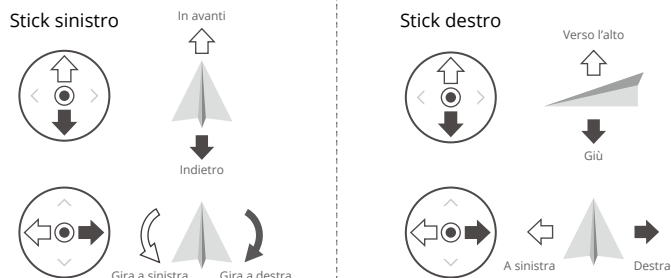 Stick sinistro
In avanti
Indietro
Gira a sinistra
Gira a destra
Stick destro
Verso l'alto
Giù
A sinistra
Destra